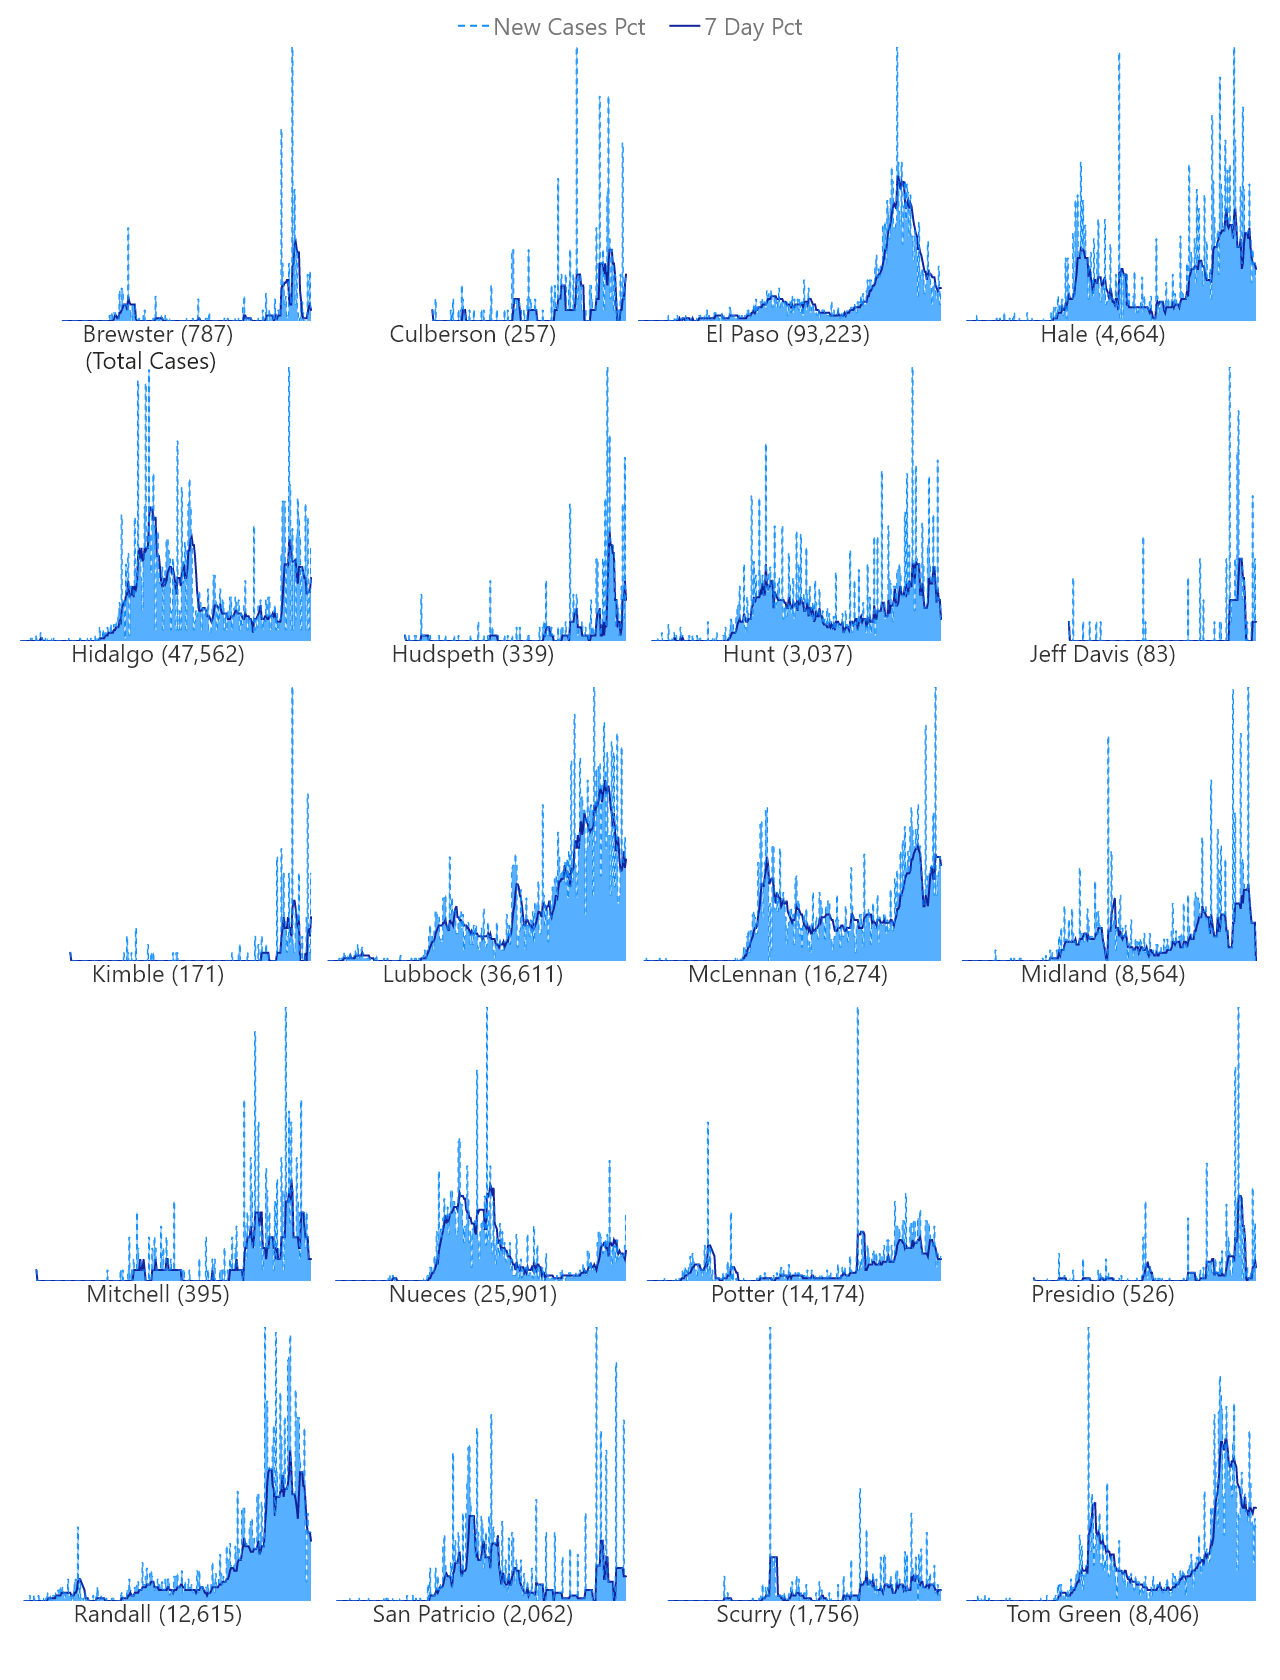 New Cases Pct 7 Day Pct
Brewster (787) Culberson (257) El Paso (93,223) Hale (4,664)
(Total Cases)
Hidalgo (47,562) Hudspeth (339) Hunt (3,037) Jeff Davis (83)
Kimble (171) Lubbock (36,611) McLennan (16,274) Midland (8,564)
Mitchell (395) Nueces (25,901) Potter (14,174) Presidio (526)
Randall (12,615) San Patricio (2,062) Scurry (1,756) Tom Green (8,406)